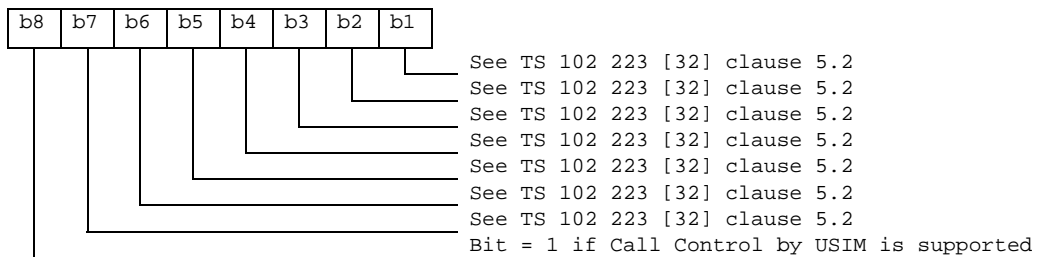 b8 b7 b6 b5 b4 b3 b2 b1
See TS 102 223 [32] clause 5.2
See TS 102 223 [32] clause 5.2
See TS 102 223 [32] clause 5.2
See TS 102 223 [32] clause 5.2
See TS 102 223 [32] clause 5.2
See TS 102 223 [32] clause 5.2
See TS 102 223 [32] clause 5.2
Bit = 1 if Call Control by USIM is supported